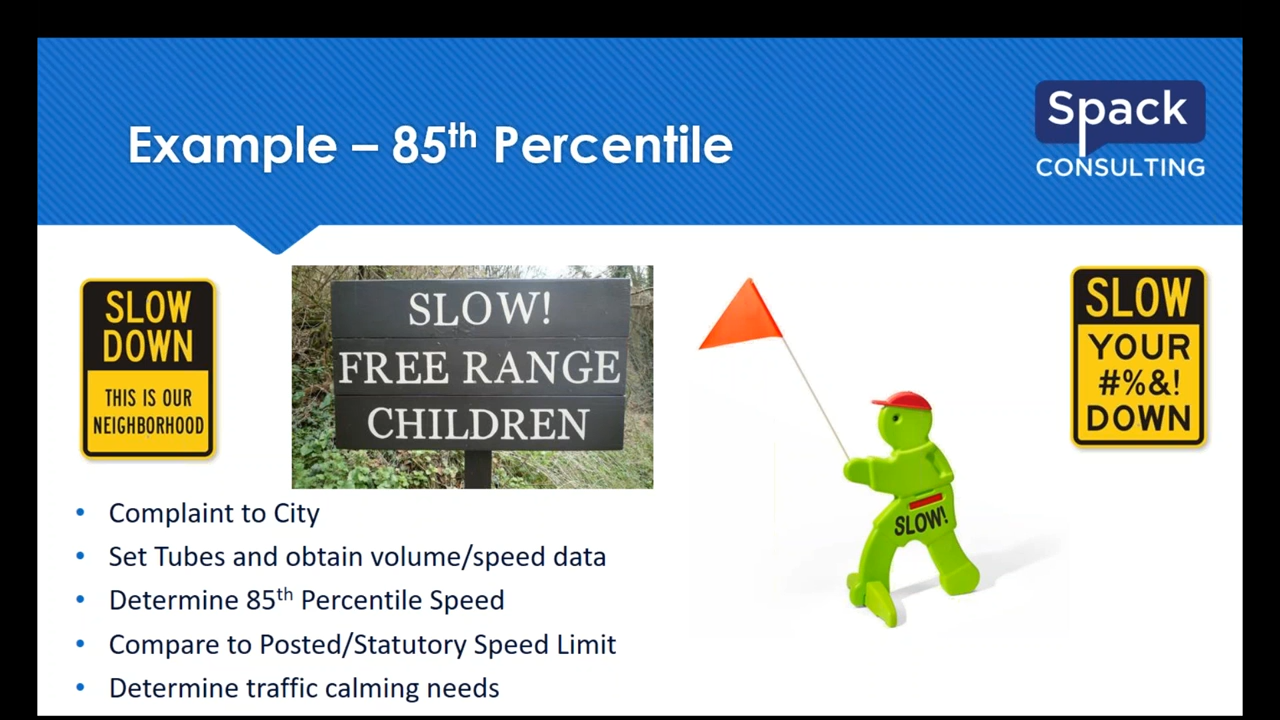 Example – 85th Percentile
Spack
CONSULTING
SLOW
DOWN
THIS IS OUR
NEIGHBORHOOD
SLOW!
FREE RANGE
CHILDREN
SLOW!
SLOW
YOUR
#%&!
DOWN
• Complaint to City
• Set Tubes and obtain volume/speed data
• Determine 85th Percentile Speed
• Compare to Posted/Statutory Speed Limit
• Determine traffic calming needs